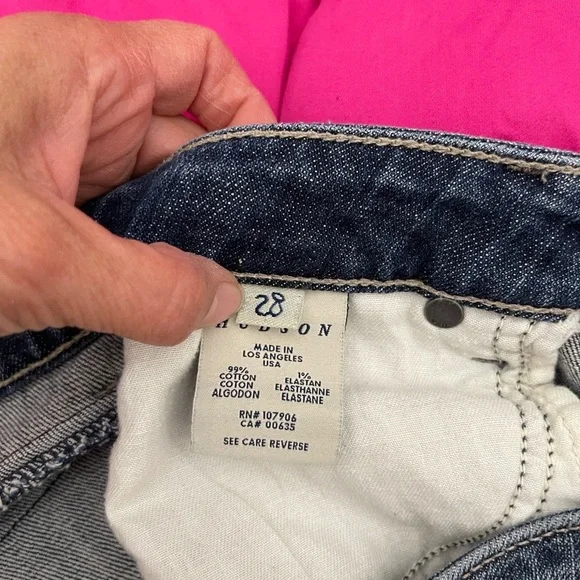 28
HUDSON
MADE IN
LOS ANGELES
USA
99% 1%
COTTON ELASTAN
COTON ELASTHANNE
ALGODON ELASTANE
RN# 107906
CA# 00635
SEE CARE REVERSE